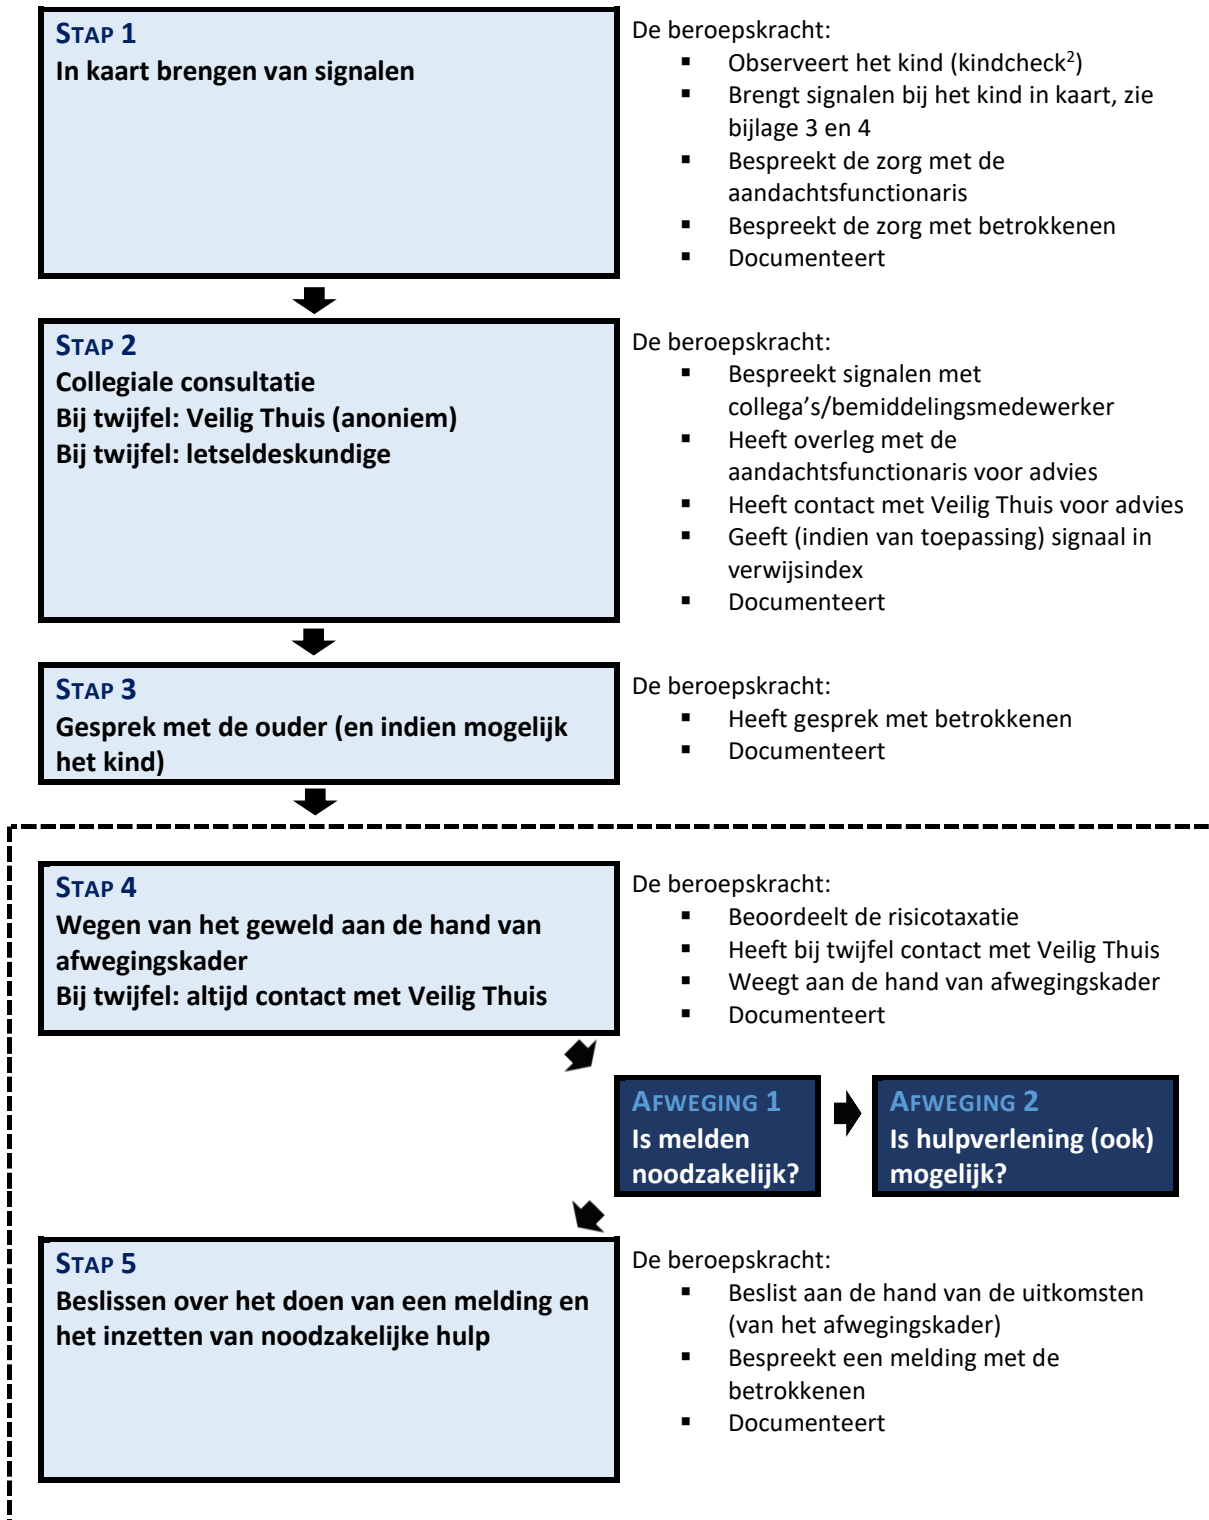 STAP 1
In kaart brengen van signalen
De beroepskracht:
▪ Observeert het kind (kindcheck²)
▪ Brengt signalen bij het kind in kaart, zie
bijlage 3 en 4
▪ Bespreekt de zorg met de
aandachtsfunctionaris
▪ Bespreekt de zorg met betrokkenen
▪ Documenteert
STAP 2
Collegiale consultatie
Bij twijfel: Veilig Thuis (anoniem)
Bij twijfel: letseldeskundige
De beroepskracht:
▪ Bespreekt signalen met
collega’s/bemiddelingsmedewerker
▪ Heeft overleg met de
aandachtsfunctionaris voor advies
▪ Heeft contact met Veilig Thuis voor advies
▪ Geeft (indien van toepassing) signaal in
verwijsindex
▪ Documenteert
STAP 3
Gesprek met de ouder (en indien mogelijk
het kind)
De beroepskracht:
▪ Heeft gesprek met betrokkenen
▪ Documenteert
STAP 4
Wegen van het geweld aan de hand van
afwegingskader
Bij twijfel: altijd contact met Veilig Thuis
De beroepskracht:
▪ Beoordeelt de risicotaxatie
▪ Heeft bij twijfel contact met Veilig Thuis
▪ Weegt aan de hand van afwegingskader
▪ Documenteert
AFWEGING 1
Is melden
noodzakelijk?
AFWEGING 2
Is hulpverlening (ook)
mogelijk?
STAP 5
Beslissen over het doen van een melding en
het inzetten van noodzakelijke hulp
De beroepskracht:
▪ Beslist aan de hand van de uitkomsten
(van het afwegingskader)
▪ Bespreekt een melding met de
betrokkenen
▪ Documenteert